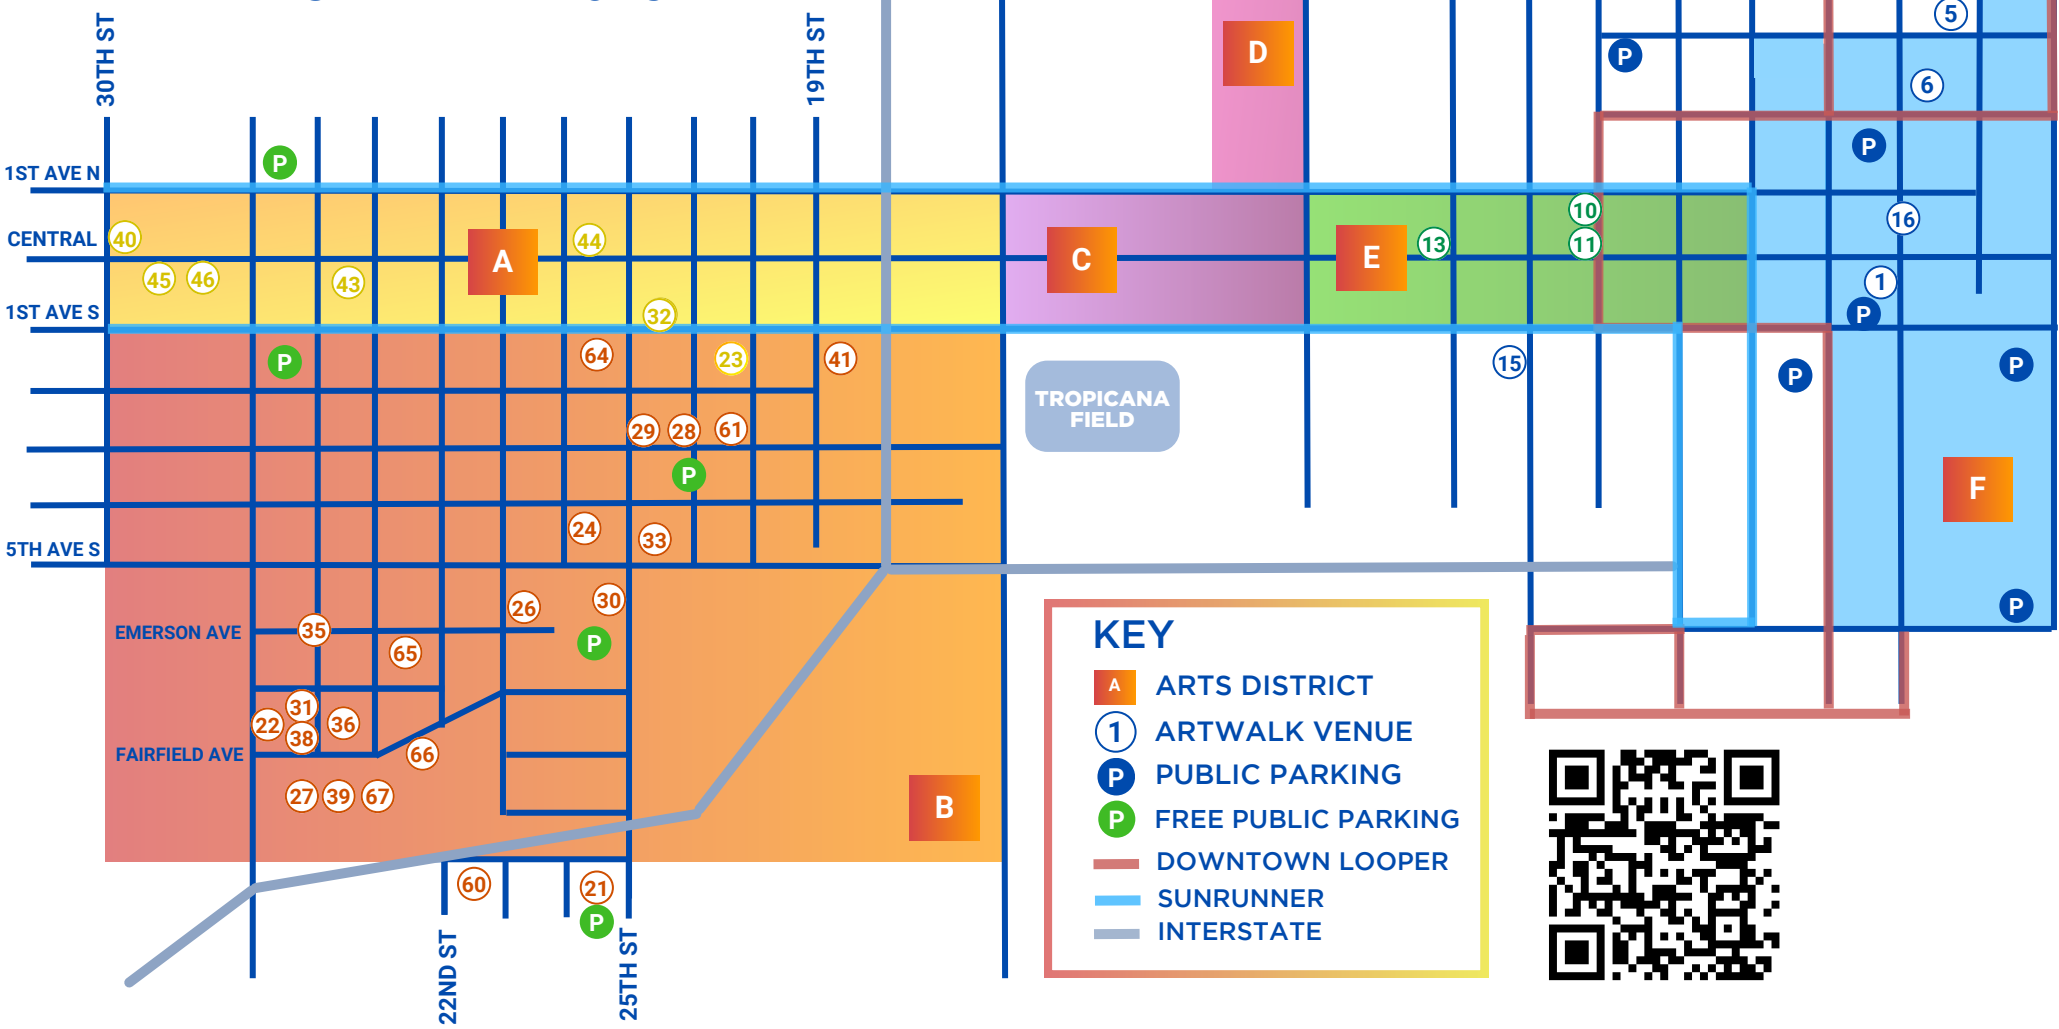 30TH ST
19TH ST
D
5
P
6
P
P
1ST AVE N
10
16
CENTRAL
40
44
A
C
E
13
11
45
46
43
1
1ST AVE S
32
P
P
64
23
41
15
P
P
TROPICANA
FIELD
29
28
61
P
F
24
33
5TH AVE S
26
30
P
EMERSON AVE
35
65
P
31
22
36
38
FAIRFIELD AVE
66
27
39
67
B
60
21
P
22ND ST
25TH ST
KEY
A ARTS DISTRICT
1 ARTWALK VENUE
P PUBLIC PARKING
P FREE PUBLIC PARKING
DOWNTOWN LOOPER
SUNRUNNER
INTERSTATE